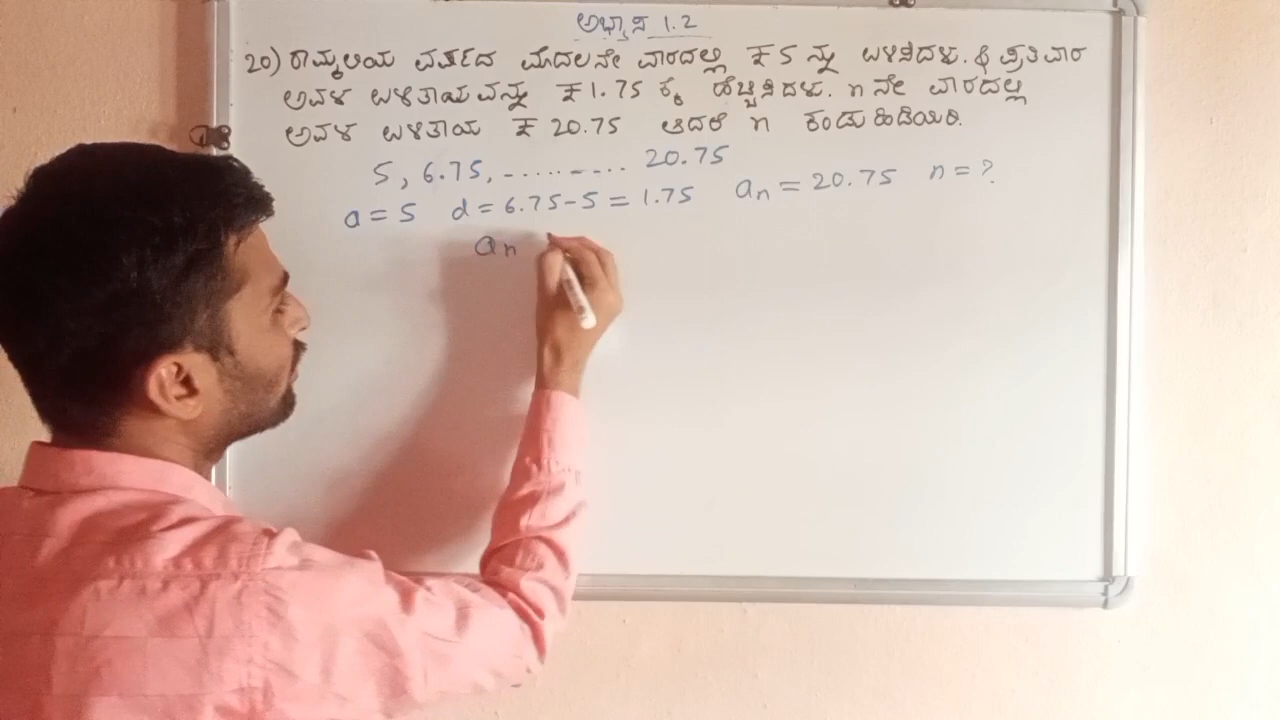 ಅಭ್ಯಾಸ 1.2
20) ರಾಮ್ಕಲಿಯ ವರ್ಷದ ಮೊದಲನೇ ವಾರದಲ್ಲಿ ₹ 5 ನ್ನು ಉಳಿಸಿದಳು. & ಪ್ರತಿವಾರ
ಅವಳ ಉಳಿತಾಯವನ್ನು ₹ 1.75 ಕ್ಕೆ ಹೆಚ್ಚಿಸಿದಳು. n ನೇ ವಾರದಲ್ಲಿ
ಅವಳ ಉಳಿತಾಯ ₹ 20.75 ಆದರೆ n ಕಂಡು ಹಿಡಿಯಿರಿ.
5, 6.75, .......... 20.75
a = 5 d = 6.75 - 5 = 1.75 aₙ = 20.75 n = ?
aₙ